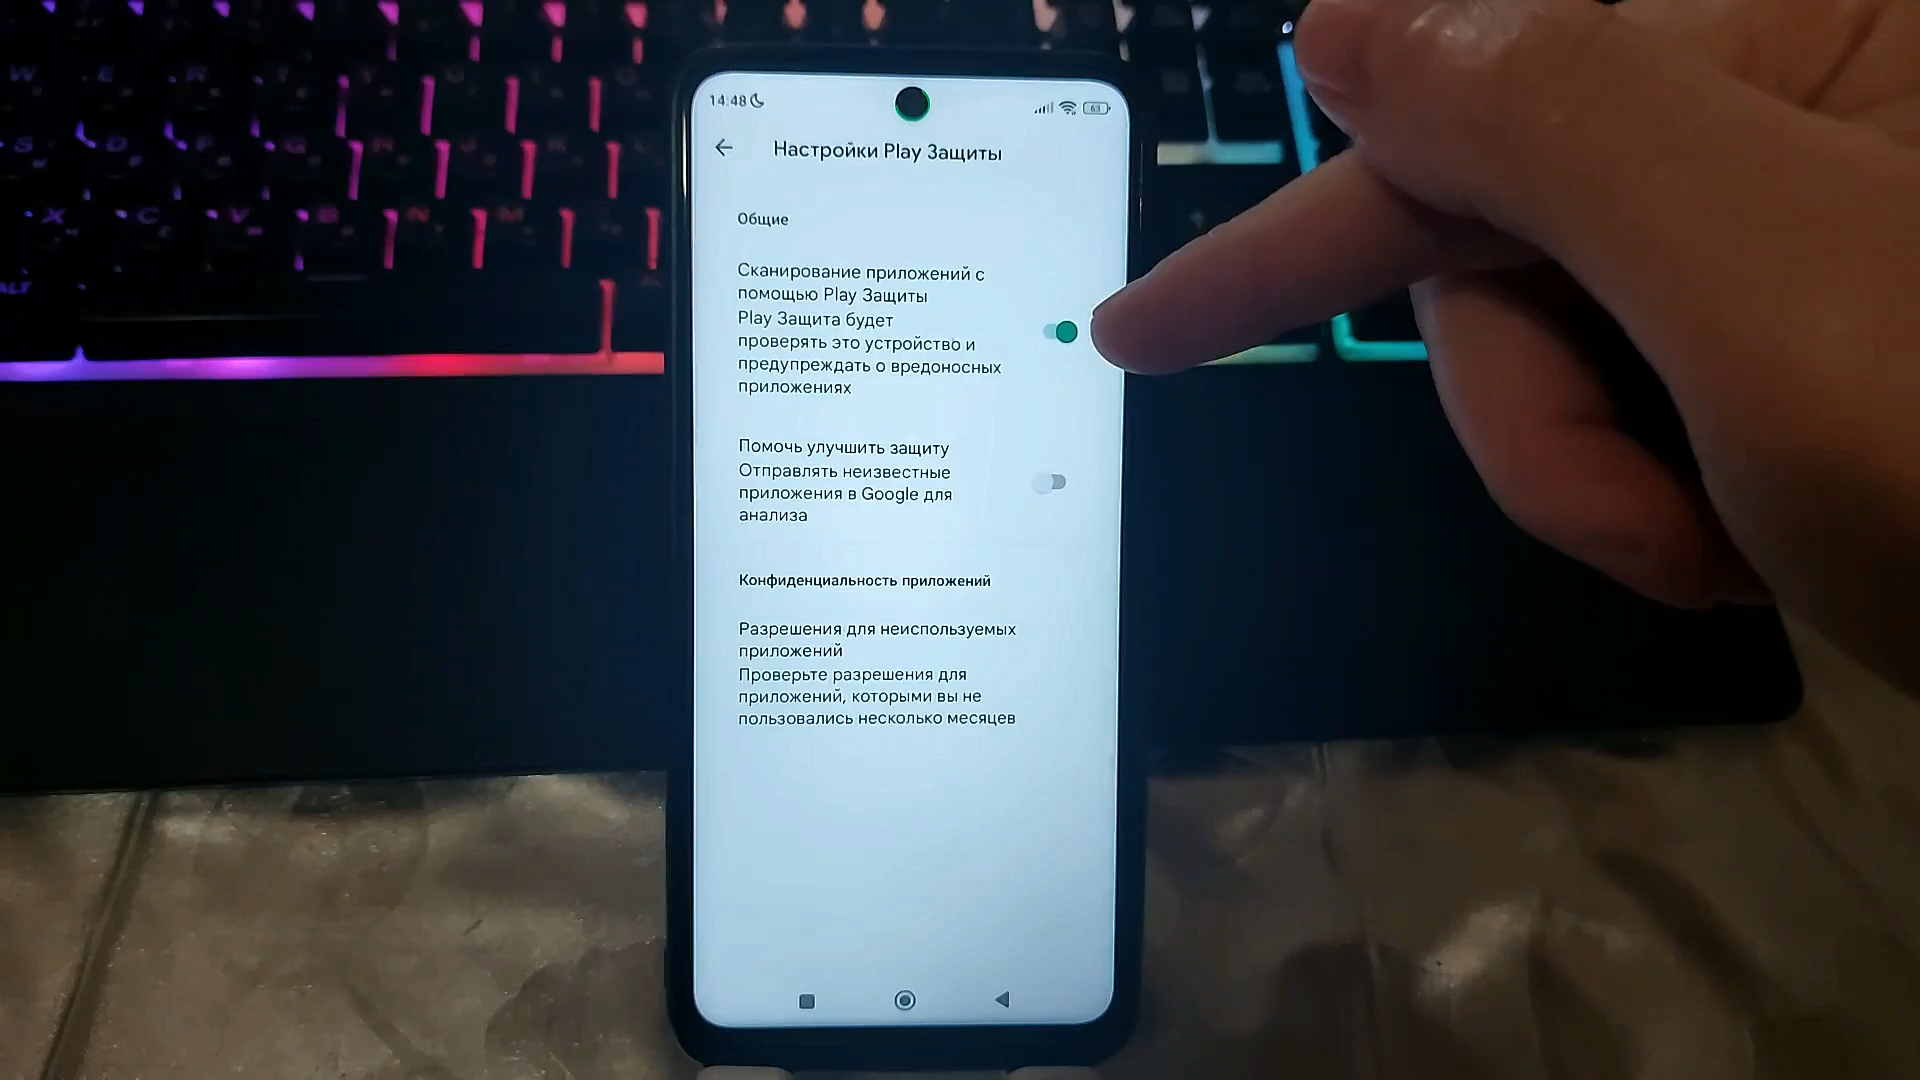 14:48
63
Настройки Play Защиты
Общие
Сканирование приложений с
помощью Play Защиты
Play Защита будет
проверять это устройство и
предупреждать о вредоносных
приложениях
Помочь улучшить защиту
Отправлять неизвестные
приложения в Google для
анализа
Конфиденциальность приложений
Разрешения для неиспользуемых
приложений
Проверьте разрешения для
приложений, которыми вы не
пользовались несколько месяцев
W E R T Y U
S D F
X C V B N M
ALT